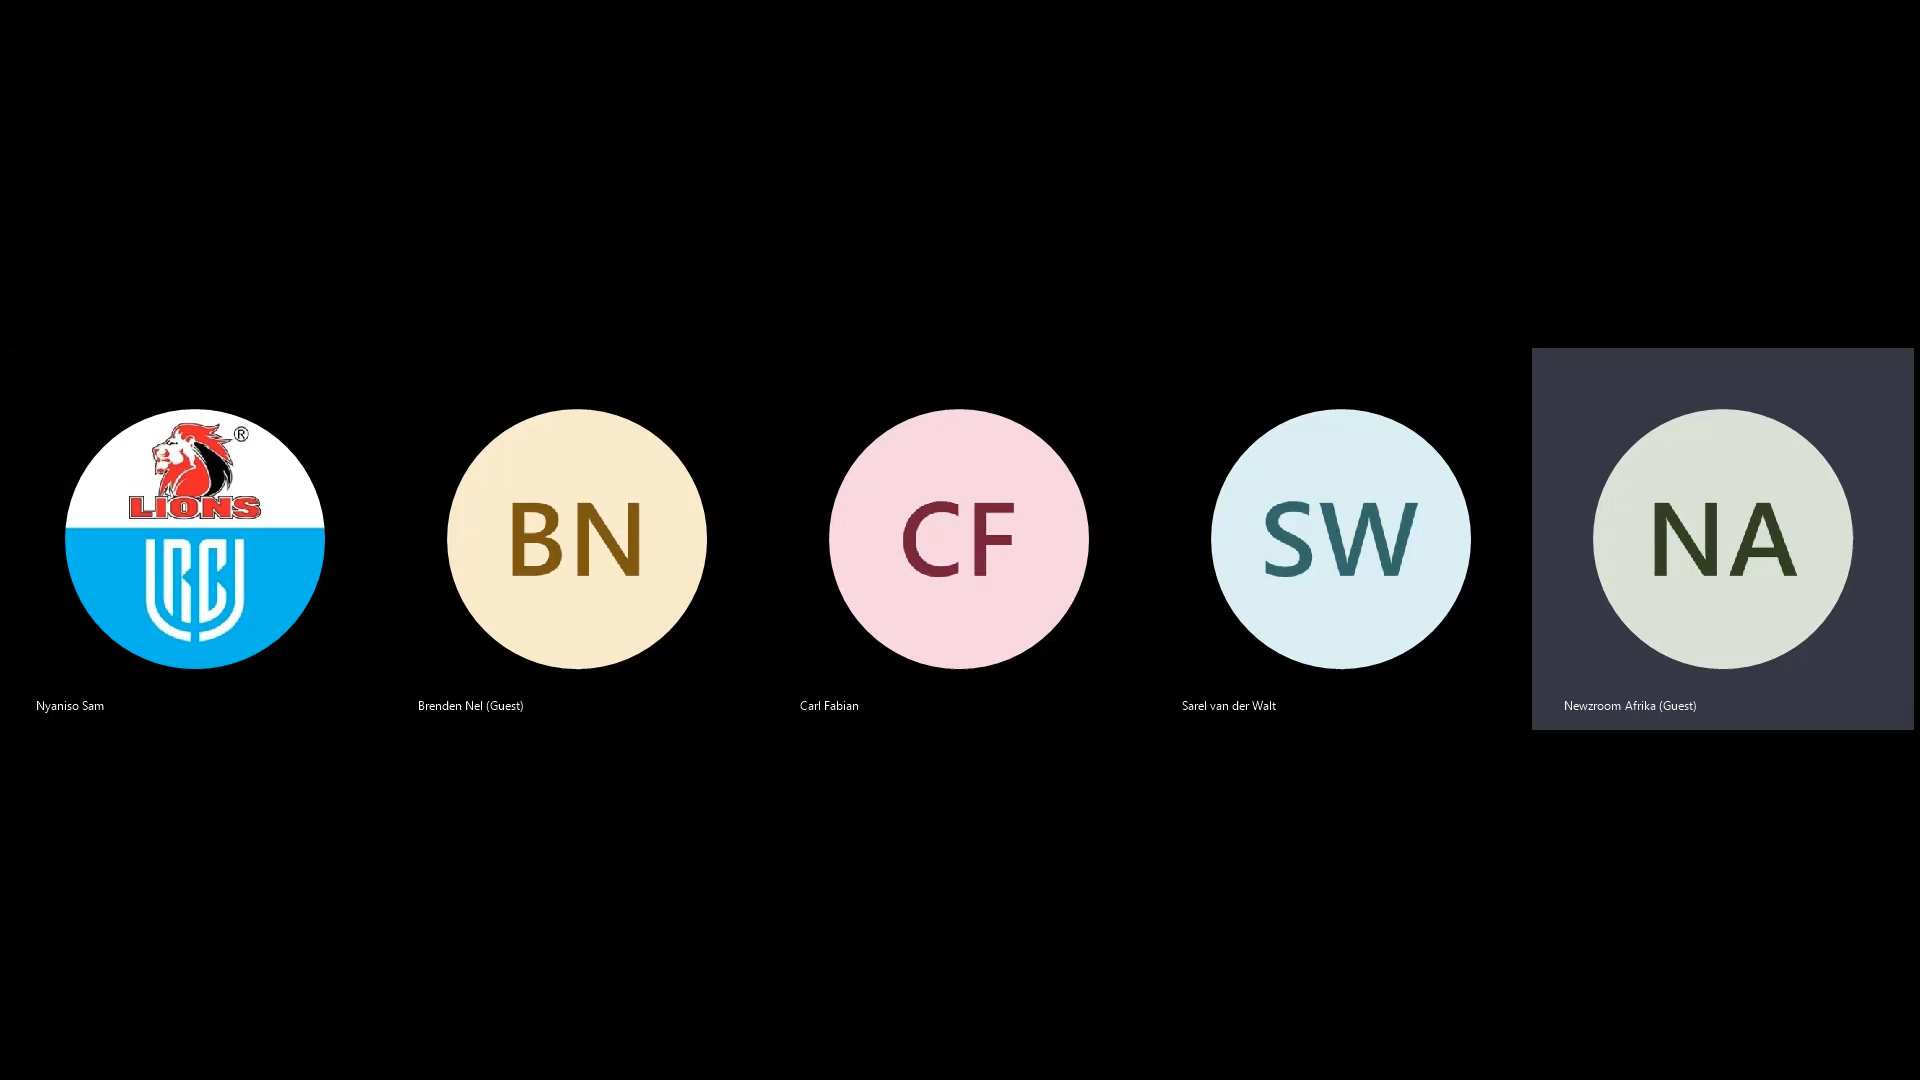 ®
LIONS
URC
BN
CF
SW
NA
Nyaniso Sam
Brenden Nel (Guest)
Carl Fabian
Sarel van der Walt
Newzroom Afrika (Guest)